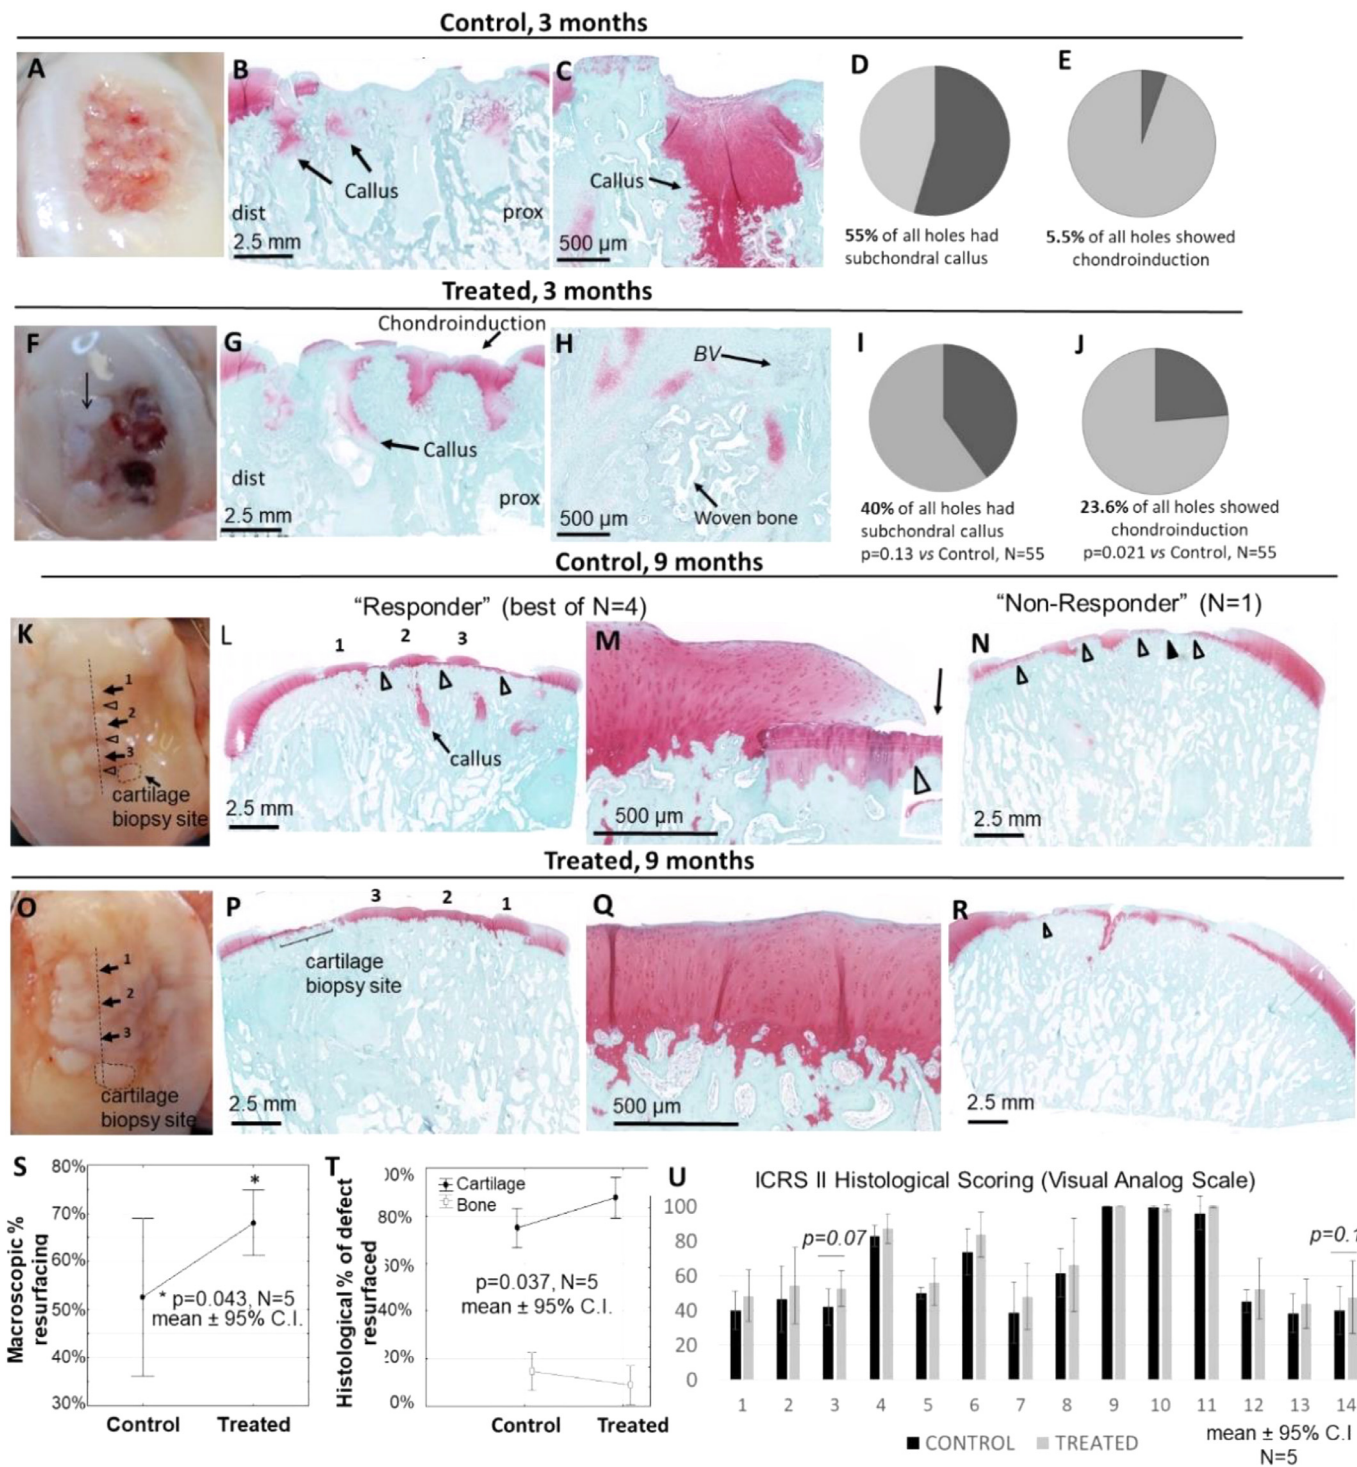 Control, 3 months
A
B
C
D
E
Callus
Callus
dist
prox
2.5 mm
500 µm
55% of all holes had
subchondral callus
5.5% of all holes showed
chondroinduction
Treated, 3 months
Chondroinduction
F
G
H
I
J
BV
Callus
dist
prox
Woven bone
2.5 mm
500 µm
40% of all holes had
subchondral callus
p=0.13 vs Control, N=55
23.6% of all holes showed
chondroinduction
p=0.021 vs Control, N=55
Control, 9 months
"Responder" (best of N=4)
"Non-Responder" (N=1)
K
L
M
N
1
2
3
1
2
3
callus
cartilage
biopsy site
2.5 mm
500 µm
2.5 mm
Treated, 9 months
O
P
Q
R
1
2
3
3
2
1
cartilage
biopsy site
cartilage
biopsy site
2.5 mm
500 µm
2.5 mm
S
Macroscopic %
resurfacing
80%
70%
60%
50%
40%
30%
*
* p=0.043, N=5
mean ± 95% C.I.
Control
Treated
T
Histological % of defect
resurfaced
00%
80%
60%
40%
20%
0%
Cartilage
Bone
p=0.037, N=5
mean ± 95% C.I.
Control
Treated
U
ICRS II Histological Scoring (Visual Analog Scale)
100
80
60
40
20
0
p=0.07
p=0.1
1 2 3 4 5 6 7 8 9 10 11 12 13 14
CONTROL
TREATED
mean ± 95% C.I
N=5